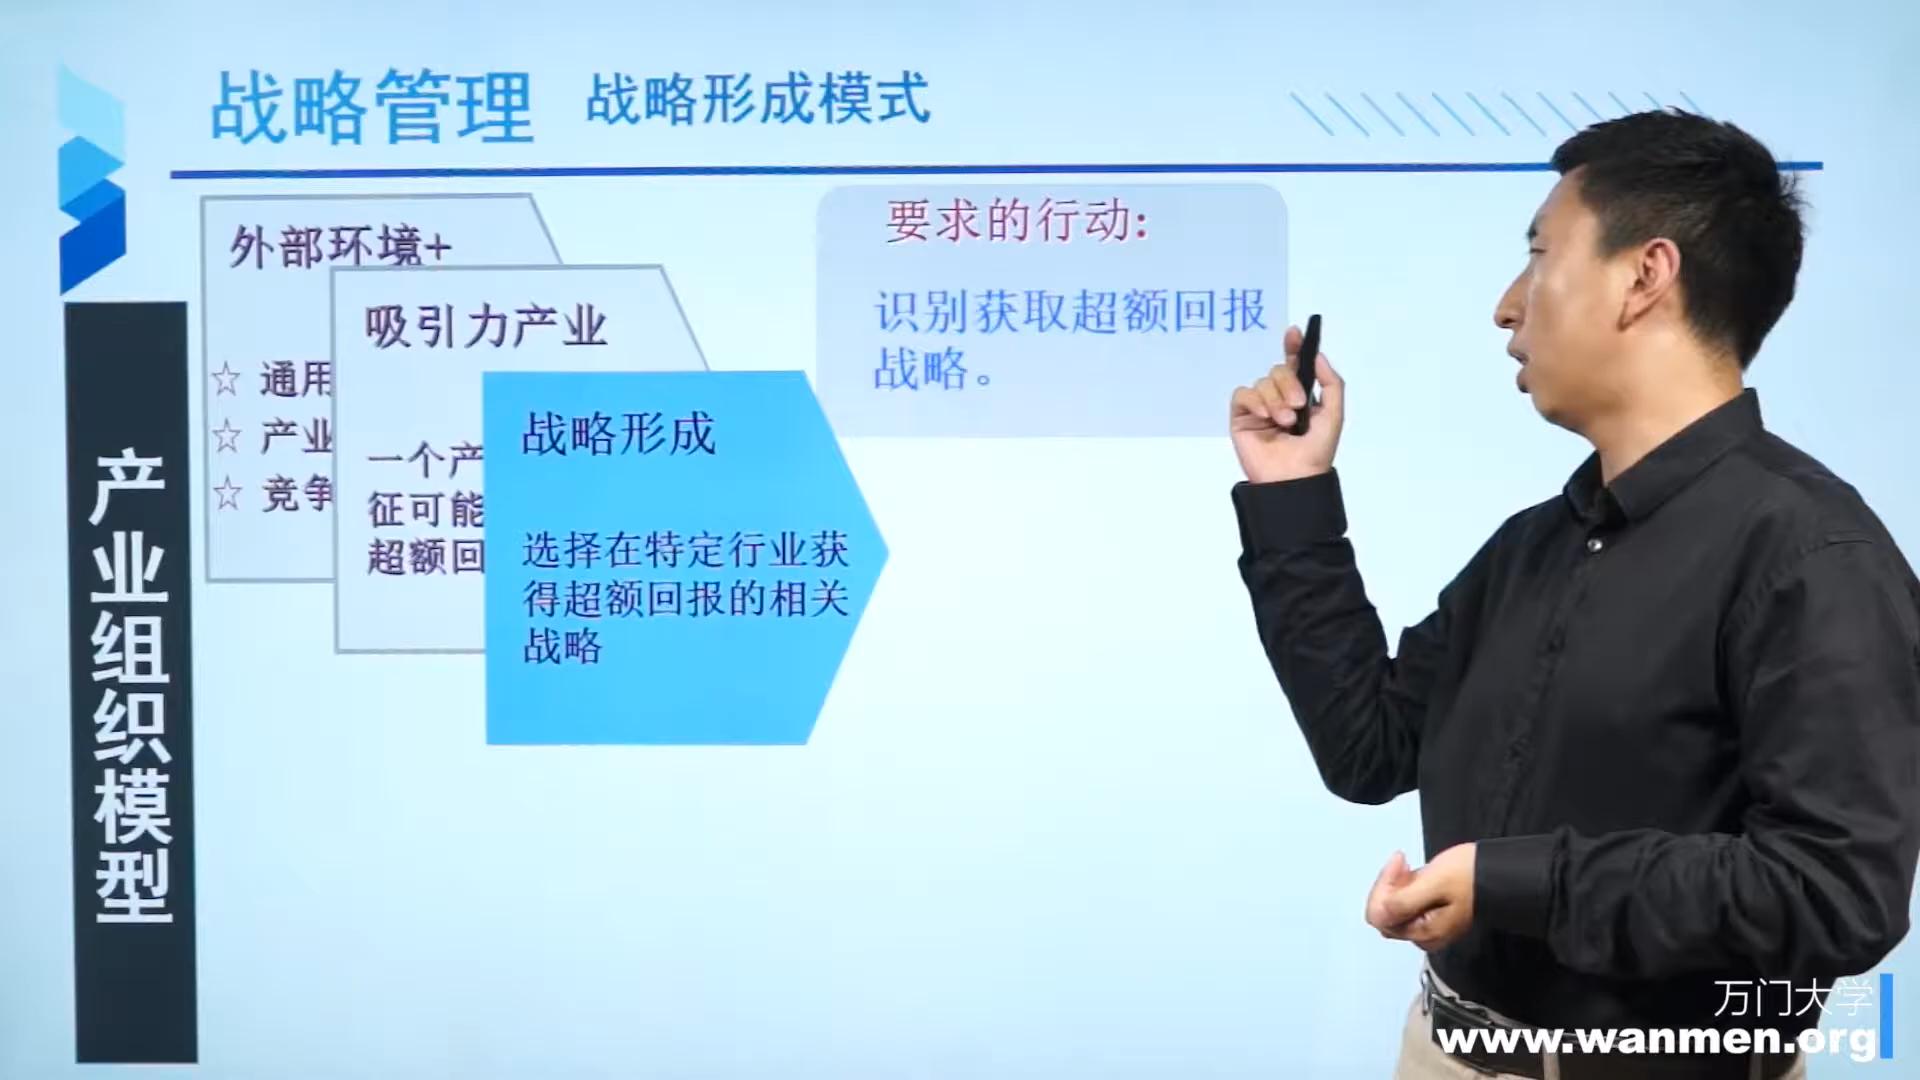 战略管理 战略形成模式
外部环境+
☆ 通用
☆ 产业
☆ 竞争
吸引力产业
一个产
征可能
超额回
战略形成
选择在特定行业获
得超额回报的相关
战略
要求的行动:
识别获取超额回报
战略。
产业组织模型
万门大学
www.wanmen.org